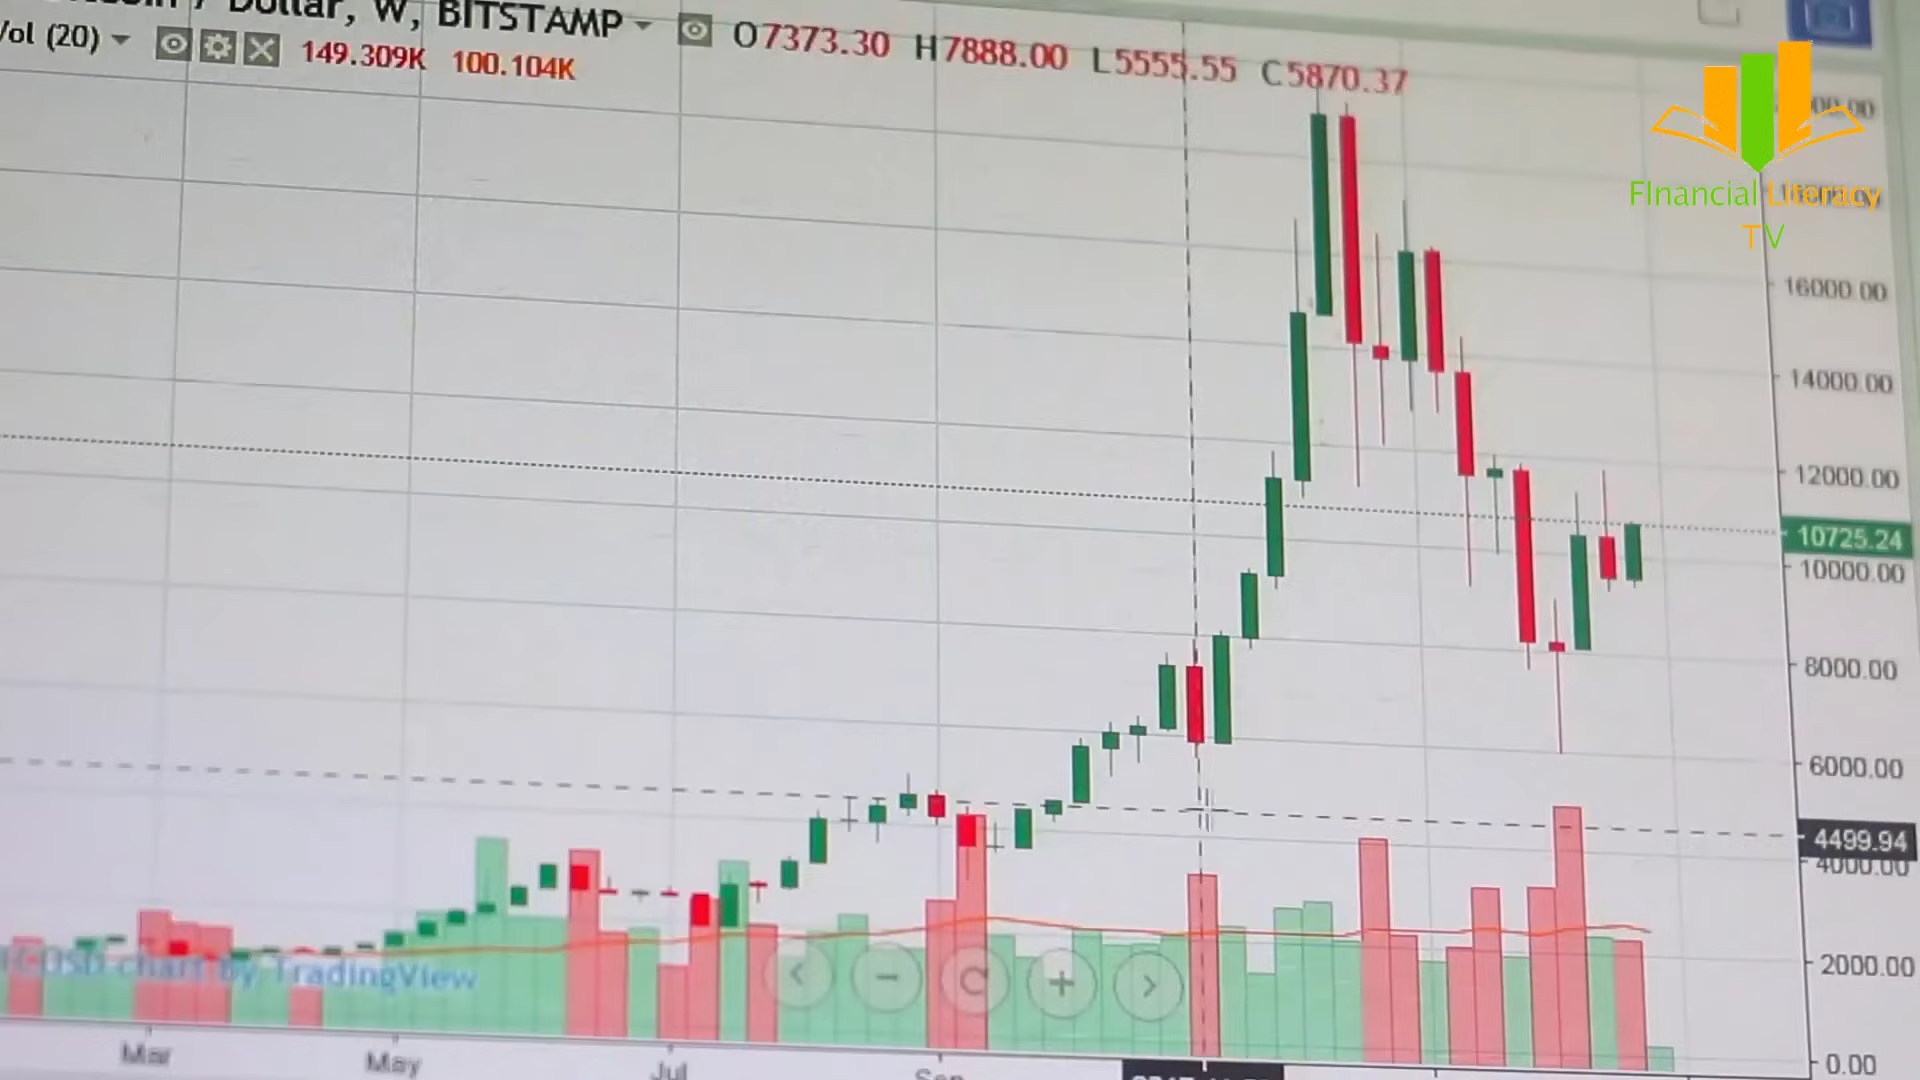 Dollar, W, BITSTAMP O7373.30 H7888.00 L5555.55 C5870.37
Vol (20) 149.309K 100.104K
FInancial Literacy
TV
16000.00
14000.00
12000.00
10725.24
10000.00
8000.00
6000.00
4499.94
4000.00
2000.00
0.00
chart by TradingView
Mar May Jul Sep